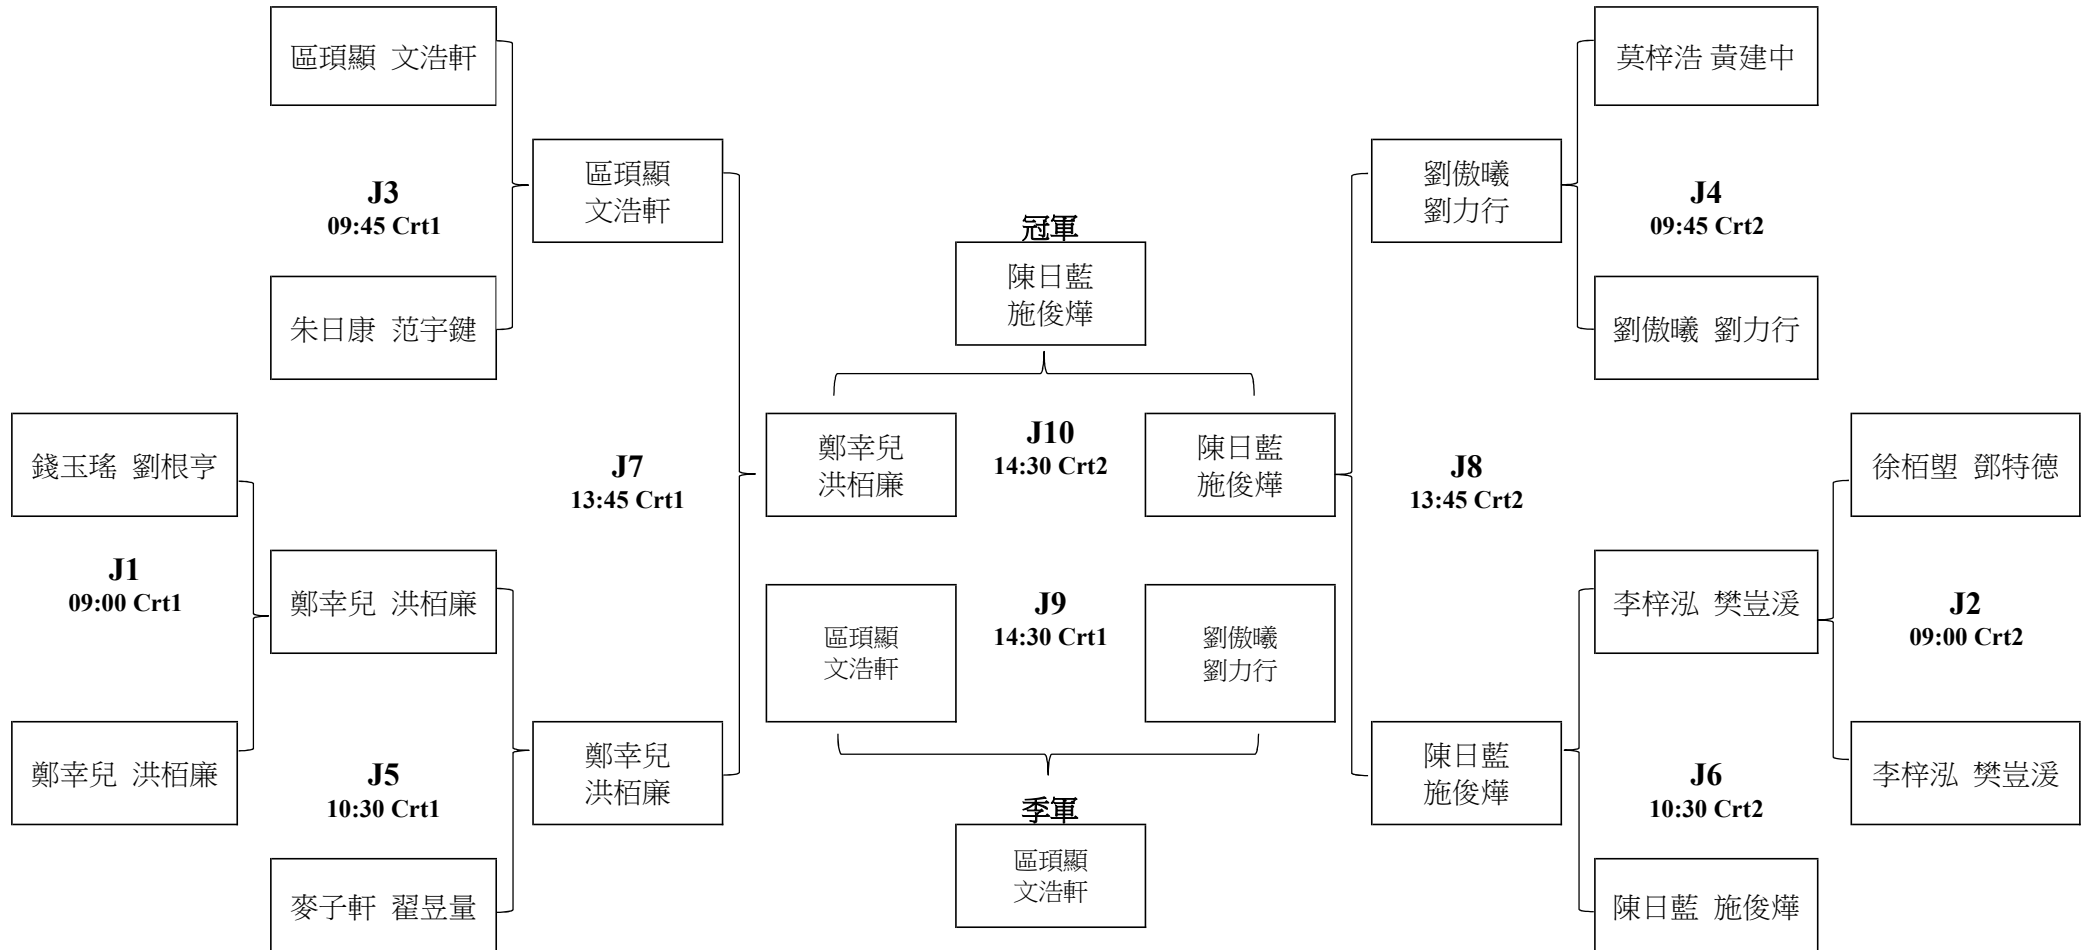 區頊顯 文浩軒
莫梓浩 黃建中
區頊顯
文浩軒
劉傲曦
劉力行
J3
09:45 Crt1
J4
09:45 Crt2
冠軍
陳日藍
施俊燁
朱日康 范宇鍵
劉傲曦 劉力行
錢玉瑤 劉根亨
J7
13:45 Crt1
鄭幸兒
洪栢廉
J10
14:30 Crt2
陳日藍
施俊燁
J8
13:45 Crt2
徐栢塱 鄧特德
J1
09:00 Crt1
鄭幸兒 洪栢廉
區頊顯
文浩軒
J9
14:30 Crt1
劉傲曦
劉力行
李梓泓 樊豈湲
J2
09:00 Crt2
鄭幸兒 洪栢廉
J5
10:30 Crt1
鄭幸兒
洪栢廉
季軍
區頊顯
文浩軒
陳日藍
施俊燁
J6
10:30 Crt2
李梓泓 樊豈湲
麥子軒 翟昱量
陳日藍 施俊燁